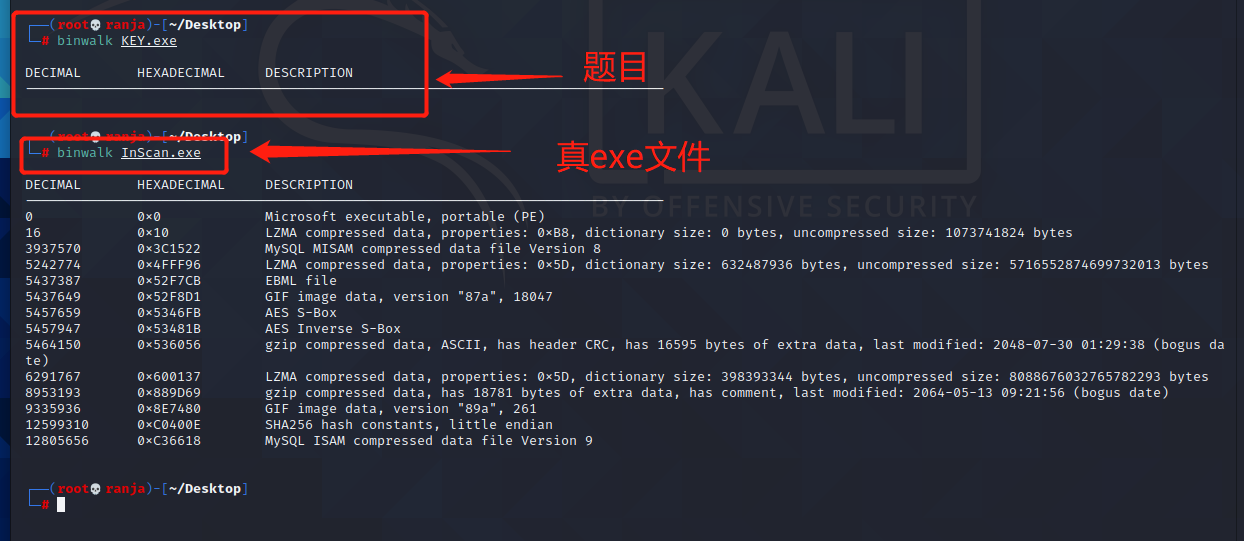 ┌──(root💀ranja)-[~/Desktop]
└─# binwalk KEY.exe
DECIMAL       HEXADECIMAL     DESCRIPTION
题目
┌──(root💀ranja)-[~/Desktop]
└─# binwalk InScan.exe
真exe文件
DECIMAL       HEXADECIMAL     DESCRIPTION
0             0×0             Microsoft executable, portable (PE)
16            0×10            LZMA compressed data, properties: 0×B8, dictionary size: 0 bytes, uncompressed size: 1073741824 bytes
3937570       0×3C1522        MySQL MISAM compressed data file Version 8
5242774       0×4FFF96        LZMA compressed data, properties: 0×5D, dictionary size: 632487936 bytes, uncompressed size: 5716552874699732013 bytes
5437387       0×52F7CB        EBML file
5437649       0×52F8D1        GIF image data, version "87a", 18047
5457659       0×5346FB        AES S-Box
5457947       0×53481B        AES Inverse S-Box
5464150       0×536056        gzip compressed data, ASCII, has header CRC, has 16595 bytes of extra data, last modified: 2048-07-30 01:29:38 (bogus da
te)
6291767       0×600137        LZMA compressed data, properties: 0×5D, dictionary size: 398393344 bytes, uncompressed size: 8088676032765782293 bytes
8953193       0×889D69        gzip compressed data, has 18781 bytes of extra data, has comment, last modified: 2064-05-13 09:21:56 (bogus date)
9335936       0×8E7480        GIF image data, version "89a", 261
12599310      0×C0400E        SHA256 hash constants, little endian
12805656      0×C36618        MySQL ISAM compressed data file Version 9
┌──(root💀ranja)-[~/Desktop]
└─#
KALI
BY OFFENSIVE SECURITY